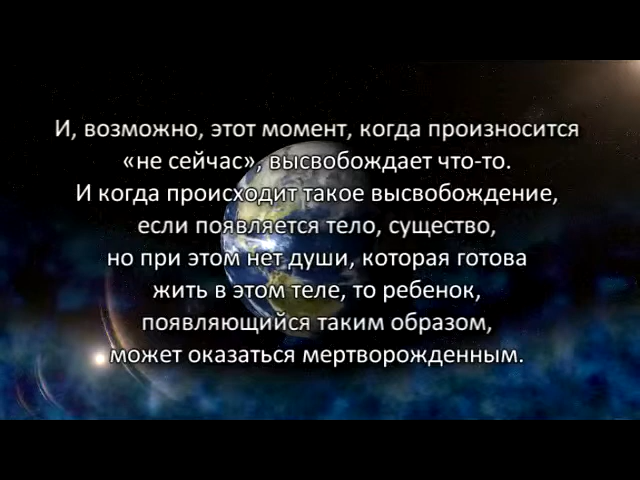 И, возможно, этот момент, когда произносится
«не сейчас», высвобождает что-то.
И когда происходит такое высвобождение,
если появляется тело, существо,
но при этом нет души, которая готова
жить в этом теле, то ребенок,
появляющийся таким образом,
может оказаться мертворожденным.